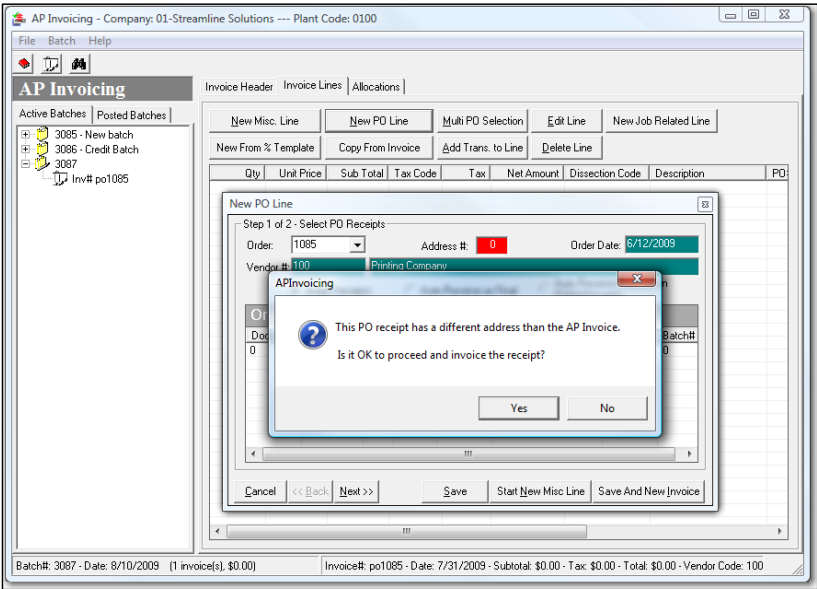 AP Invoicing - Company: 01-Streamline Solutions --- Plant Code: 0100
File Batch Help
AP Invoicing
Active Batches Posted Batches
3085 - New batch
3086 - Credit Batch
3087
Inv# po1085
Invoice Header Invoice Lines Allocations
New Misc. Line New PO Line Multi PO Selection Edit Line New Job Related Line
New From % Template Copy From Invoice Add Trans. to Line Delete Line
Qty Unit Price Sub Total Tax Code Tax Net Amount Dissection Code Description PO
New PO Line
Step 1 of 2 - Select PO Receipts
Order: 1085 Address #: 0 Order Date: 6/12/2009
Vendor #: 100 Printing Company
APInvoicing
This PO receipt has a different address than the AP Invoice.
Is it OK to proceed and invoice the receipt?
Yes No
Batch#
0 0
Cancel << Back Next >> Save Start New Misc Line Save And New Invoice
Batch#: 3087 - Date: 8/10/2009 (1 invoice(s), $0.00) Invoice#: po1085 - Date: 7/31/2009 - Subtotal: $0.00 - Tax: $0.00 - Total: $0.00 - Vendor Code: 100